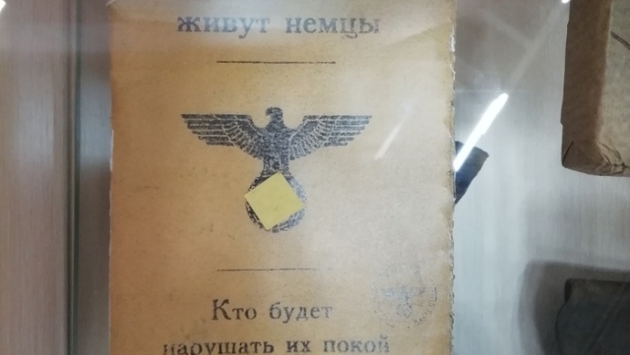 живут немцы
Кто будет
нарушать их покой